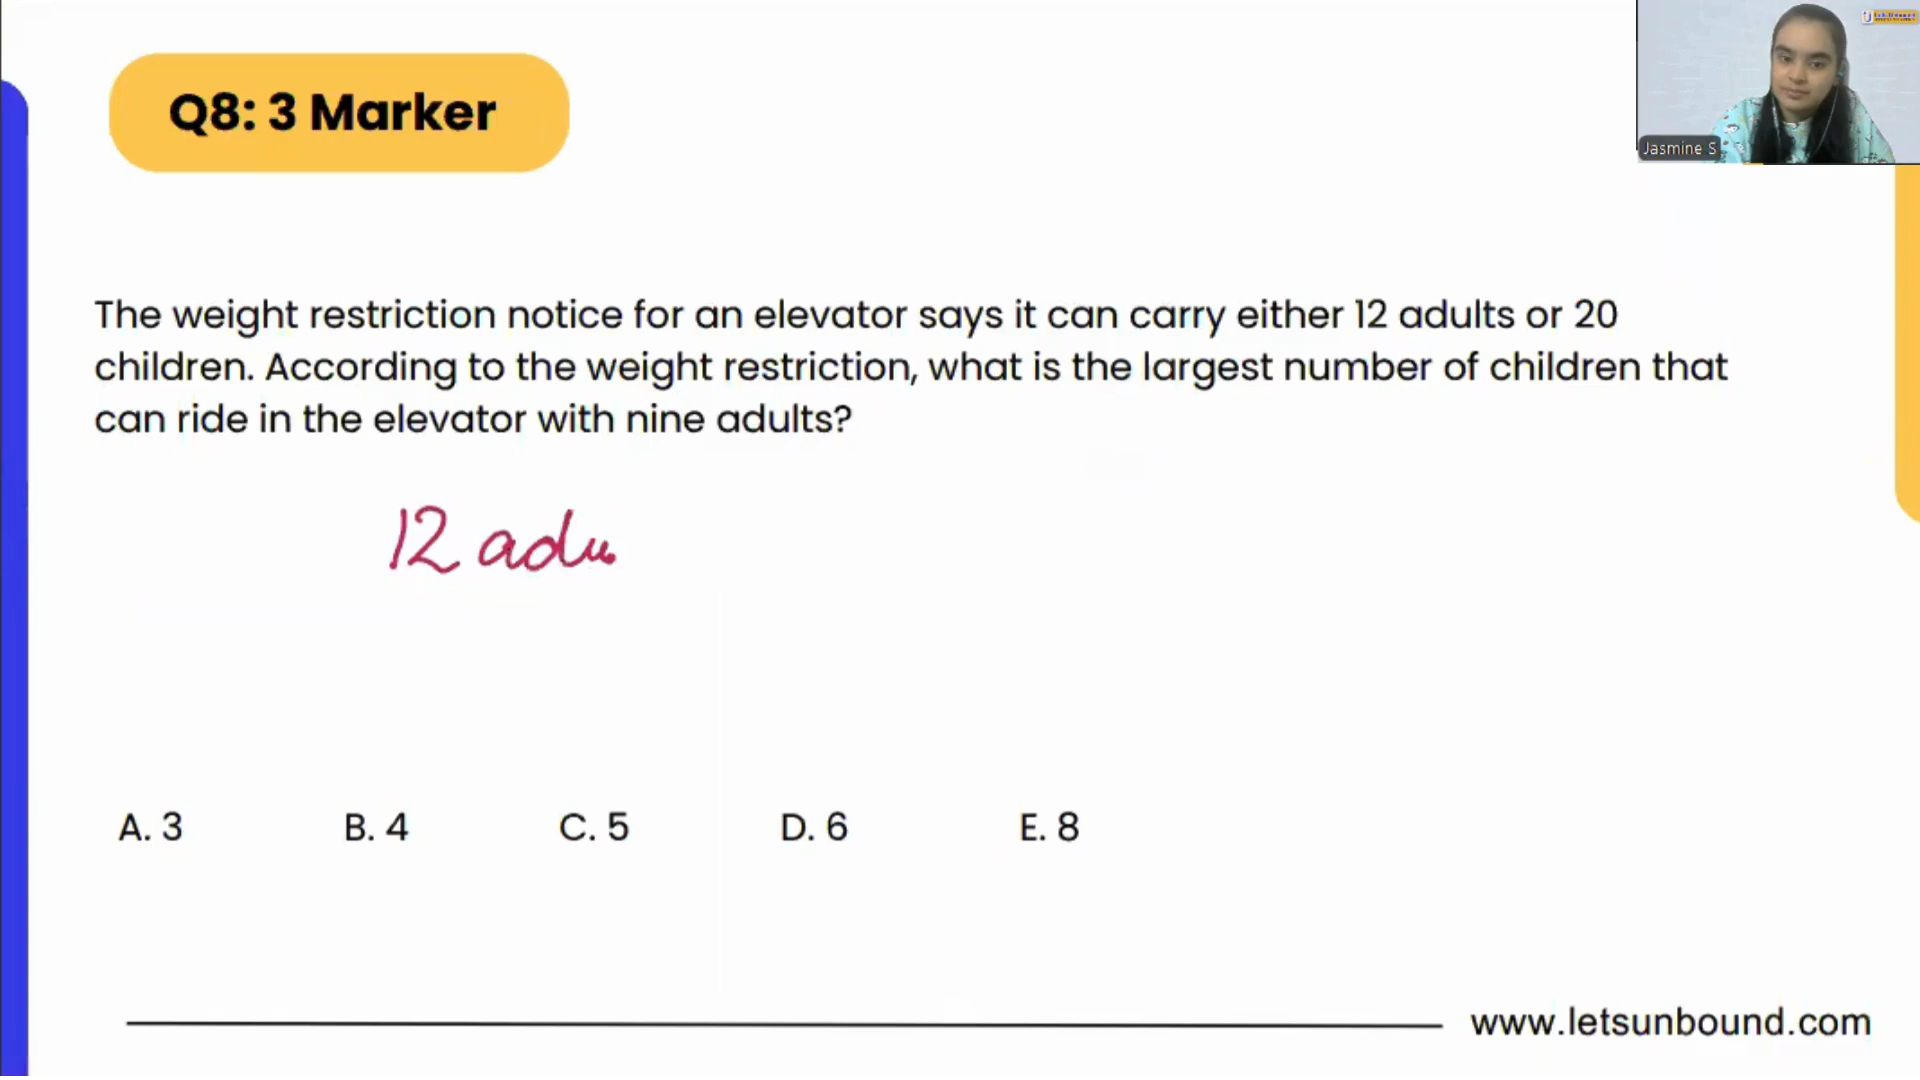 Q8: 3 Marker
Jasmine S
The weight restriction notice for an elevator says it can carry either 12 adults or 20
children. According to the weight restriction, what is the largest number of children that
can ride in the elevator with nine adults?
12 adu
A. 3 B. 4 C. 5 D. 6 E. 8
www.letsunbound.com